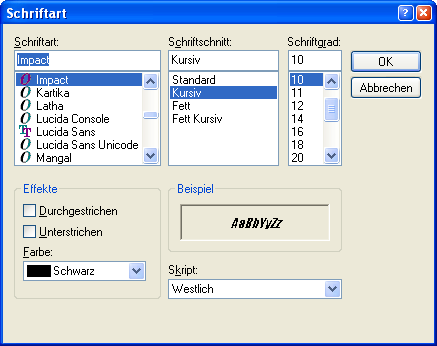 Schriftart
Schriftart: Schriftschnitt: Schriftgrad:
Impact Kursiv 10 OK
Impact Standard 10
Kartika Kursiv 11 Abbrechen
Latha Fett 12
Lucida Console Fett Kursiv 14
Lucida Sans 16
Lucida Sans Unicode 18
Mangal 20
Effekte Beispiel
Durchgestrichen
Unterstrichen AaBbYyZz
Farbe:
Schwarz Skript:
Westlich